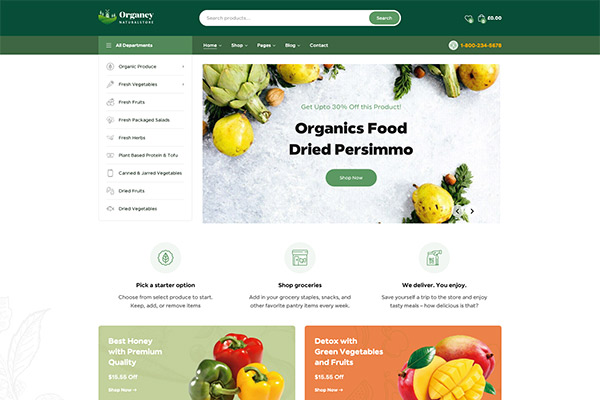 Organey
NATURALSTORE
Search products...
Search
£0.00
All Departments
Home
Shop
Pages
Blog
Contact
1-800-234-5678
Organic Produce
Fresh Vegetables
Fresh Fruits
Fresh Packaged Salads
Fresh Herbs
Plant Based Protein & Tofu
Canned & Jarred Vegetables
Dried Fruits
Dried Vegetables
Get Upto 20% Off this Product!
Organics Food
Dried Persimmo
Shop Now
Pick a starter option
Choose from select produce to start.
Keep, add, or remove items
Shop groceries
Add in your grocery staples, snacks, and
other favorite pantry items every week.
We deliver. You enjoy.
Save yourself a trip to the store and enjoy
tasty meals – how delicious is that?
Best Honey
with Premium
Quality
$15.55 Off
Shop Now
Detox with
Green Vegetables
and Fruits
$15.55 Off
Shop Now